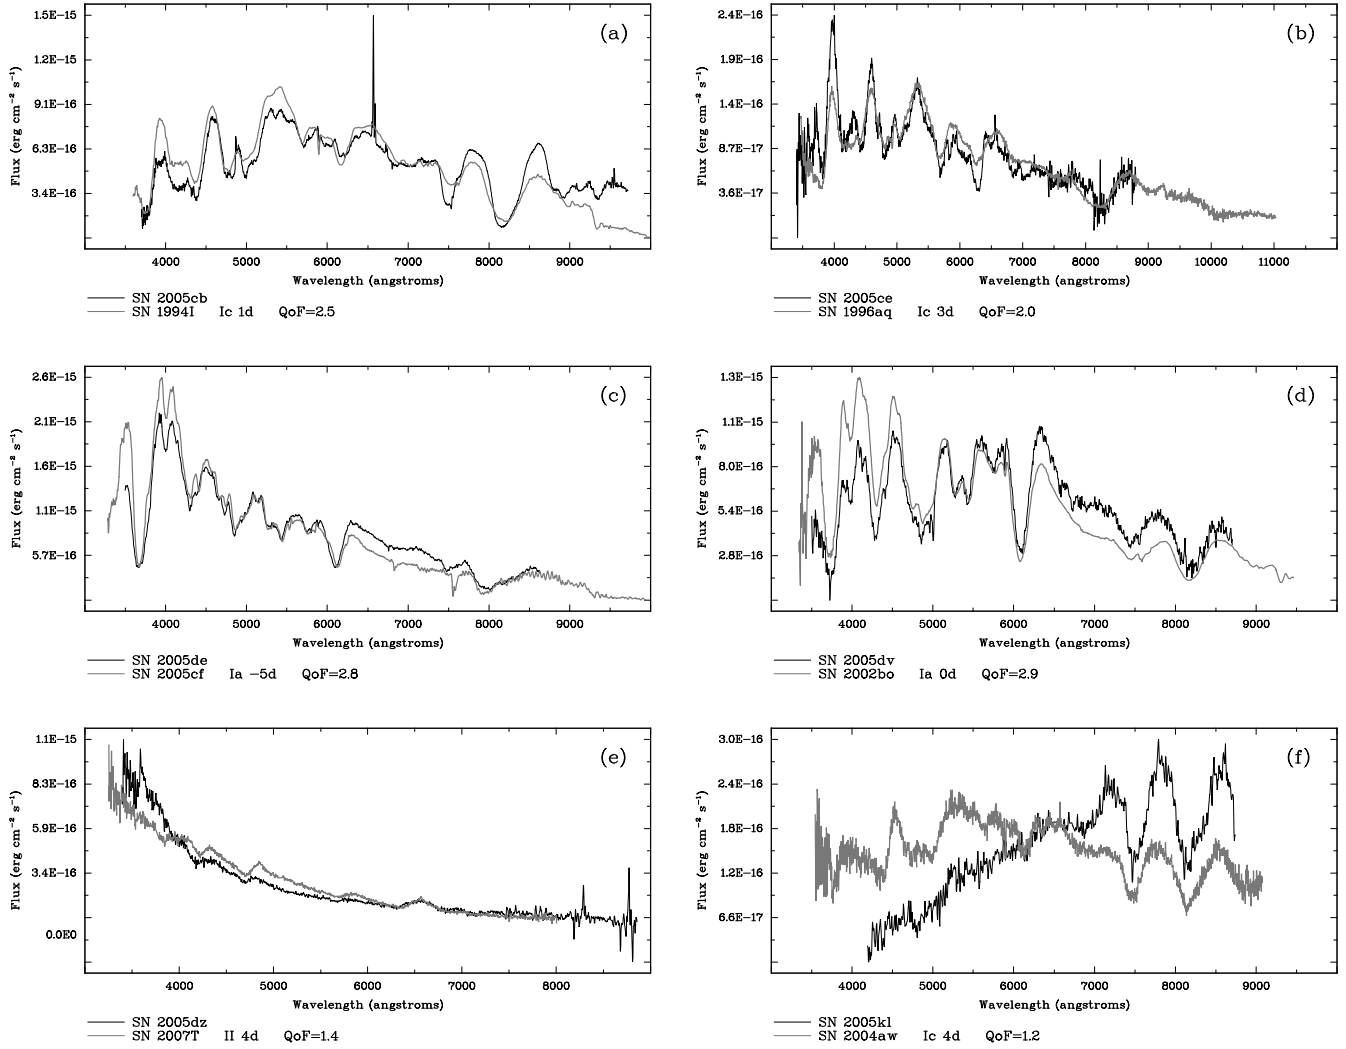 (a)
1.5E−15
1.2E−15
9.1E−16
6.3E−16
3.4E−16
Flux (erg cm−2 s−1)
4000 5000 6000 7000 8000 9000
Wavelength (angstroms)
SN 2005cb
SN 1994I Ic 1d QoF=2.5
(b)
2.4E−16
1.9E−16
1.4E−16
8.7E−17
3.6E−17
Flux (erg cm−2 s−1)
4000 5000 6000 7000 8000 9000 10000 11000
Wavelength (angstroms)
SN 2005ce
SN 1996aq Ic 3d QoF=2.0
(c)
2.6E−15
2.1E−15
1.6E−15
1.1E−15
5.7E−16
Flux (erg cm−2 s−1)
4000 5000 6000 7000 8000 9000
Wavelength (angstroms)
SN 2005de
SN 2005cf Ia −5d QoF=2.8
(d)
1.3E−15
1.1E−15
8.0E−16
5.4E−16
2.8E−16
Flux (erg cm−2 s−1)
4000 5000 6000 7000 8000 9000
Wavelength (angstroms)
SN 2005dv
SN 2002bo Ia 0d QoF=2.9
(e)
1.1E−15
8.3E−16
5.9E−16
3.4E−16
0.0E0
Flux (erg cm−2 s−1)
4000 5000 6000 7000 8000
Wavelength (angstroms)
SN 2005dz
SN 2007T II 4d QoF=1.4
(f)
3.0E−16
2.4E−16
1.8E−16
1.2E−16
6.6E−17
Flux (erg cm−2 s−1)
4000 5000 6000 7000 8000 9000
Wavelength (angstroms)
SN 2005kl
SN 2004aw Ic 4d QoF=1.2